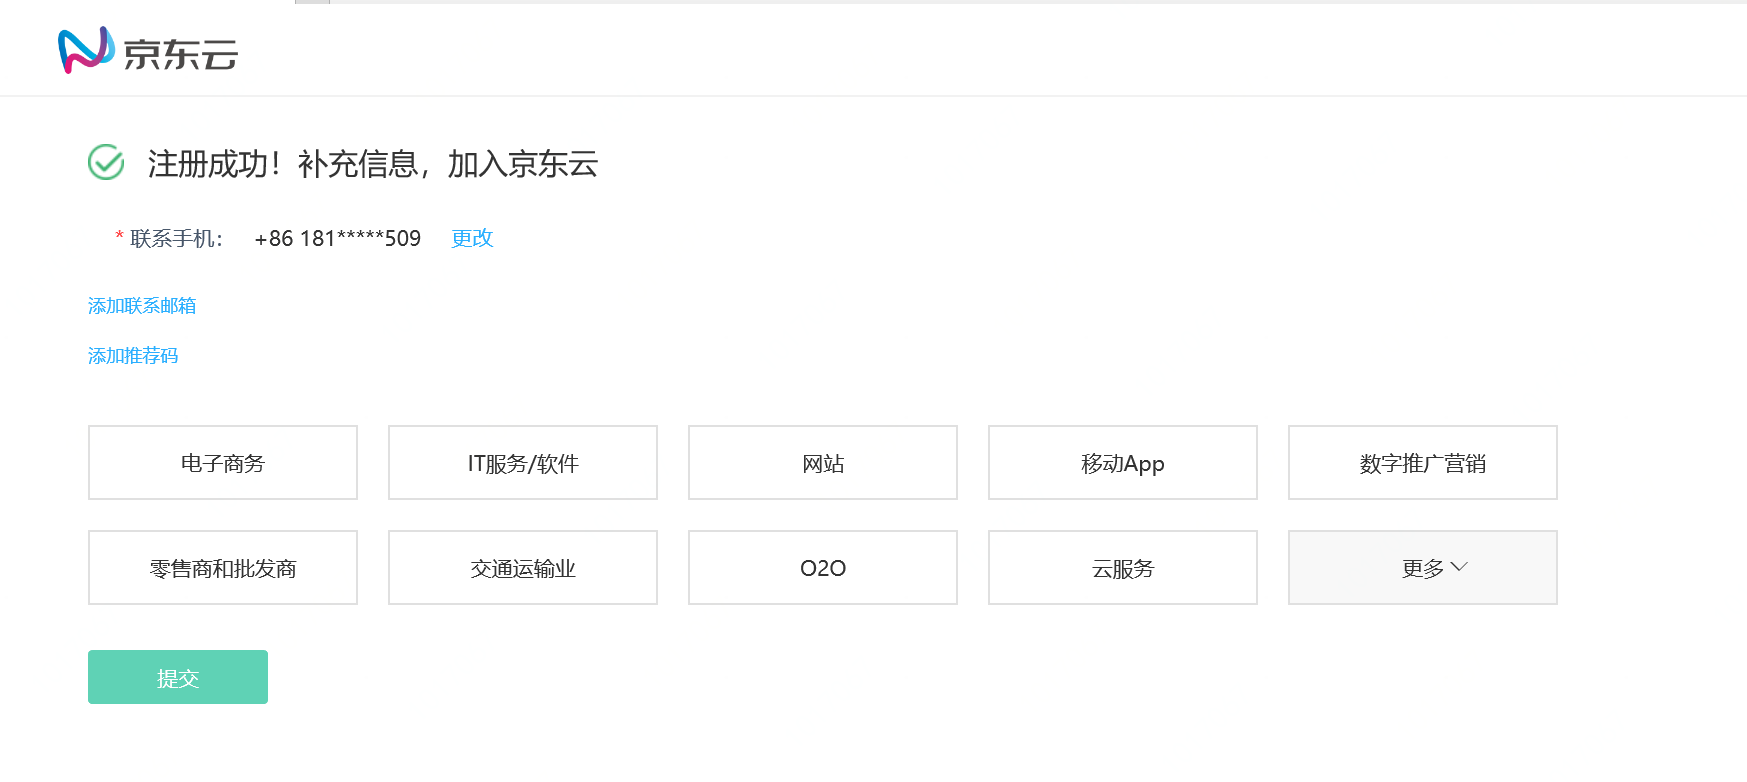 京东云
注册成功！补充信息，加入京东云
* 联系手机： +86 181*****509 更改
添加联系邮箱
添加推荐码
电子商务 IT服务/软件 网站 移动App 数字推广营销
零售商和批发商 交通运输业 O2O 云服务 更多
提交